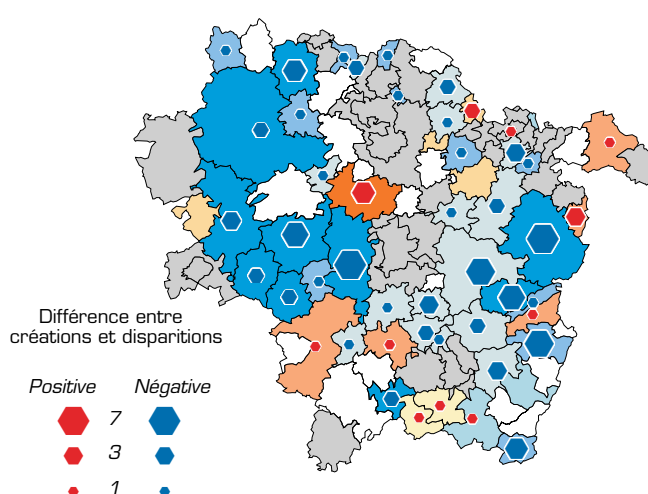 Différence entre
créations et disparitions
Positive Négative
7
3
1